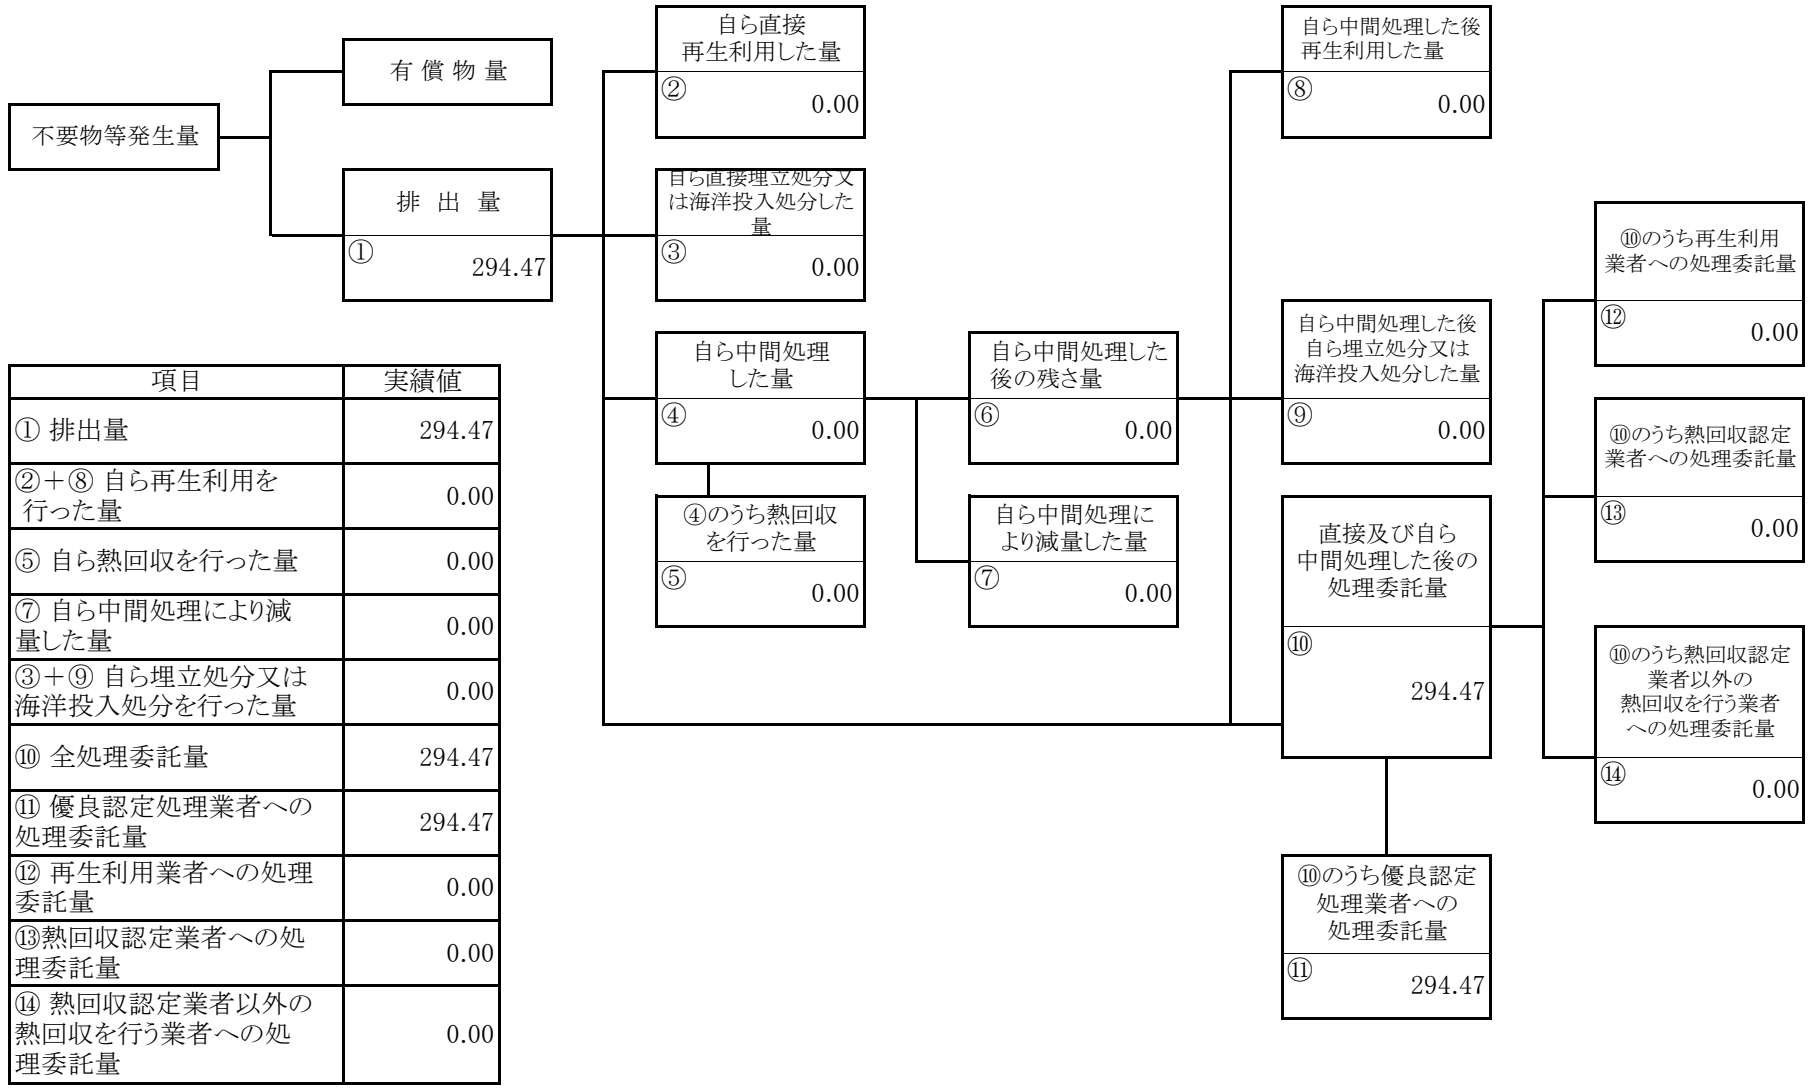 不要物等発生量
有 償 物 量
排 出 量
①
294.47
自ら直接
再生利用した量
②
0.00
自ら直接埋立処分又
は海洋投入処分した
量
③
0.00
自ら中間処理
した量
④
0.00
④のうち熱回収
を行った量
⑤
0.00
自ら中間処理した
後の残さ量
⑥
0.00
自ら中間処理に
より減量した量
⑦
0.00
自ら中間処理した後
再生利用した量
⑧
0.00
自ら中間処理した後
自ら埋立処分又は
海洋投入処分した量
⑨
0.00
直接及び自ら
中間処理した後の
処理委託量
⑩
294.47
⑩のうち優良認定
処理業者への
処理委託量
⑪
294.47
⑩のうち再生利用
業者への処理委託量
⑫
0.00
⑩のうち熱回収認定
業者への処理委託量
⑬
0.00
⑩のうち熱回収認定
業者以外の
熱回収を行う業者
への処理委託量
⑭
0.00
項目 実績値
① 排出量 294.47
②＋⑧ 自ら再生利用を
行った量 0.00
⑤ 自ら熱回収を行った量 0.00
⑦ 自ら中間処理により減
量した量 0.00
③＋⑨ 自ら埋立処分又は
海洋投入処分を行った量 0.00
⑩ 全処理委託量 294.47
⑪ 優良認定処理業者への
処理委託量 294.47
⑫ 再生利用業者への処理
委託量 0.00
⑬熱回収認定業者への処
理委託量 0.00
⑭ 熱回収認定業者以外の
熱回収を行う業者への処
理委託量 0.00